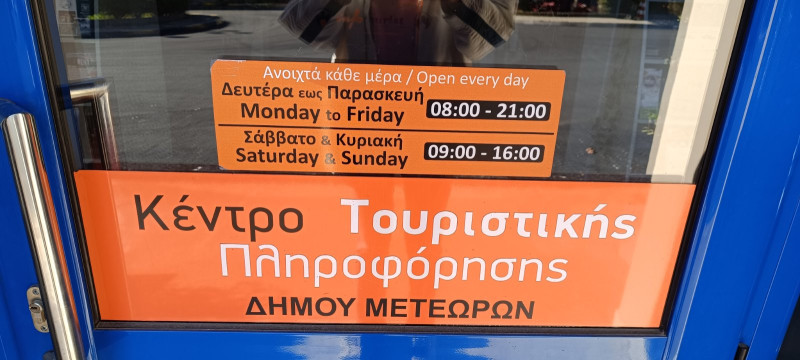 Ανοιχτά κάθε μέρα / Open every day
Δευτέρα εως Παρασκευή
Monday to Friday 08:00 - 21:00
Σάββατο & Κυριακή
Saturday & Sunday 09:00 - 16:00
Κέντρο Τουριστικής
Πληροφόρησης
ΔΗΜΟΥ ΜΕΤΕΩΡΩΝ